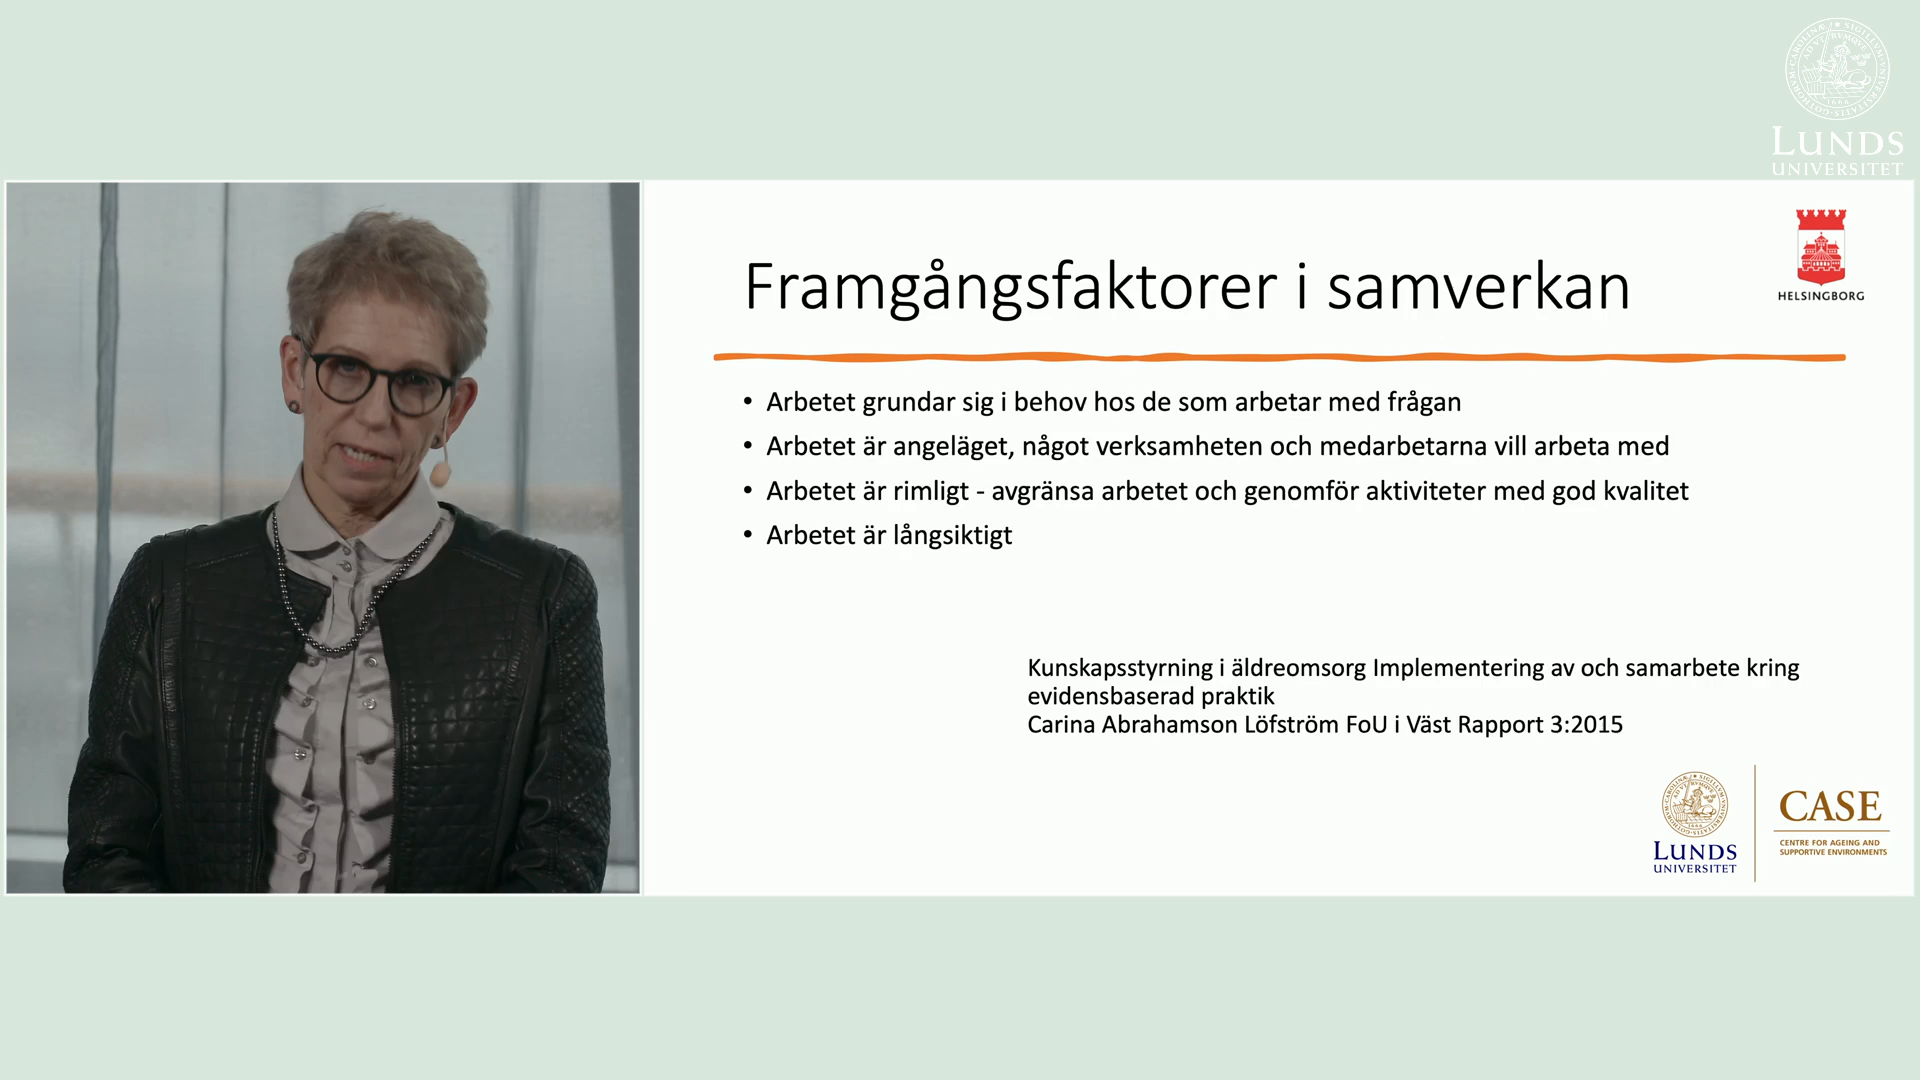 LUNDS
UNIVERSITET
Framgångsfaktorer i samverkan
HELSINGBORG
• Arbetet grundar sig i behov hos de som arbetar med frågan
• Arbetet är angeläget, något verksamheten och medarbetarna vill arbeta med
• Arbetet är rimligt - avgränsa arbetet och genomför aktiviteter med god kvalitet
• Arbetet är långsiktigt
Kunskapsstyrning i äldreomsorg Implementering av och samarbete kring
evidensbaserad praktik
Carina Abrahamson Löfström FoU i Väst Rapport 3:2015
LUNDS
UNIVERSITET
CASE
CENTRE FOR AGEING AND
SUPPORTIVE ENVIRONMENTS